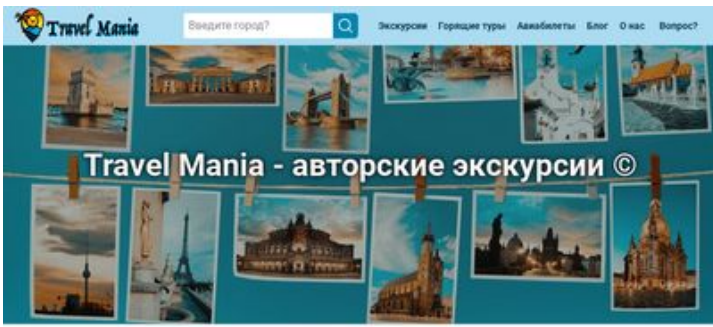 Travel Mania
Введите город?
Экскурсии Горящие туры Авиабилеты Блог О нас Вопрос?
Travel Mania - авторские экскурсии ©